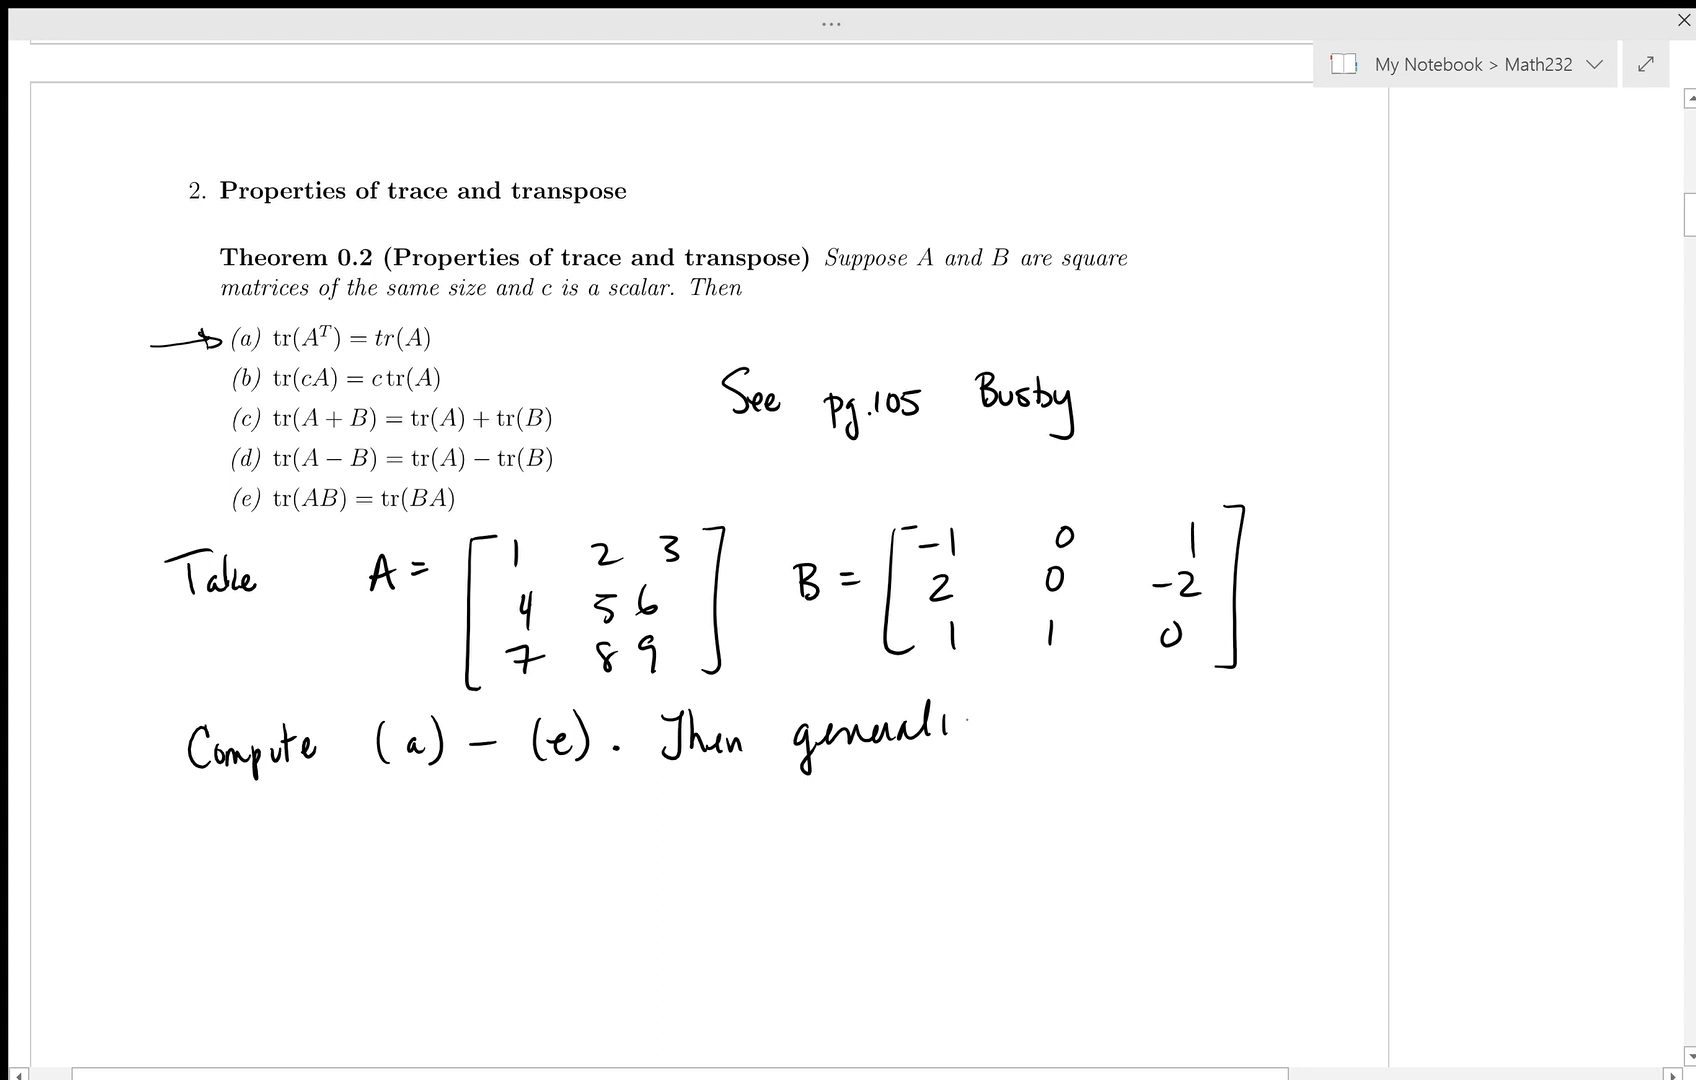 ...
My Notebook > Math232
2. Properties of trace and transpose
Theorem 0.2 (Properties of trace and transpose) Suppose A and B are square
matrices of the same size and c is a scalar. Then
(a) tr(Aᵀ) = tr(A)
(b) tr(cA) = c tr(A)
(c) tr(A + B) = tr(A) + tr(B)
(d) tr(A − B) = tr(A) − tr(B)
(e) tr(AB) = tr(BA)
See pg.105 Busby
Take A = [1 2 3 B = [-1 0 1
4 5 6 2 0 -2
7 8 9] 1 1 0]
Compute (a) - (e). Then generali